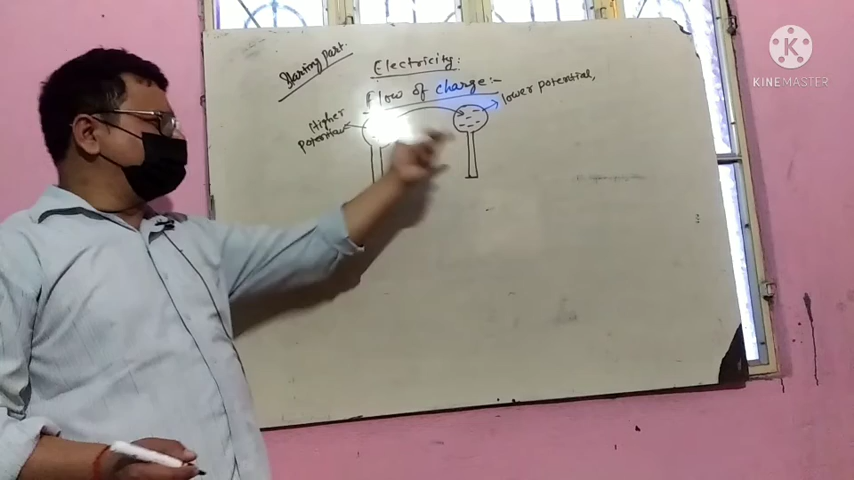 Starting part
Electricity:
Flow of charge:-
Higher
potential
lower potential,
KINEMASTER